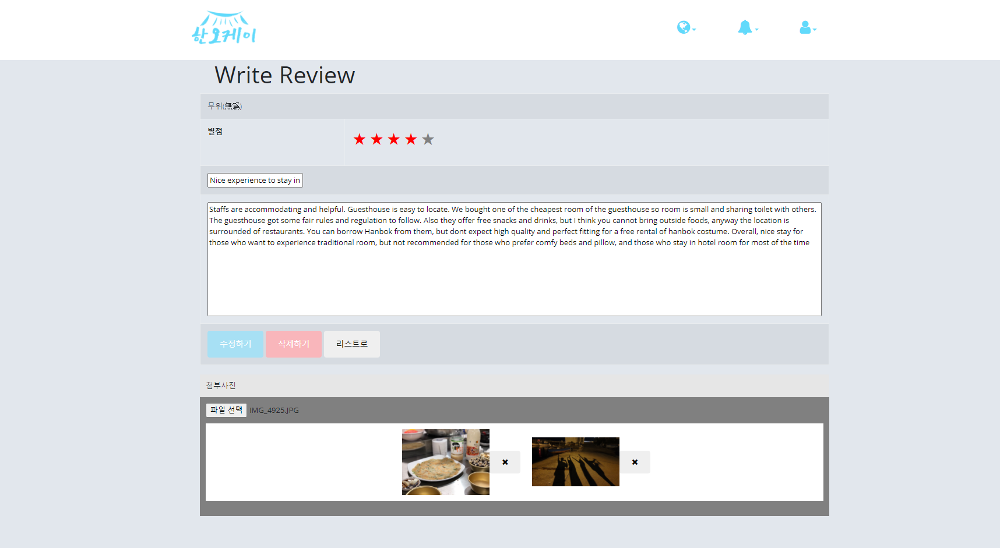 한오케이
Write Review
무위(無爲)
별점
Nice experience to stay in
Staffs are accommodating and helpful. Guesthouse is easy to locate. We bought one of the cheapest room of the guesthouse so room is small and sharing toilet with others.
The guesthouse got some fair rules and regulation to follow. Also they offer free snacks and drinks, but I think you cannot bring outside foods, anyway the location is
surrounded of restaurants. You can borrow Hanbok from them, but dont expect high quality and perfect fitting for a free rental of hanbok costume. Overall, nice stay for
those who want to experience traditional room, but not recommended for those who prefer comfy beds and pillow, and those who stay in hotel room for most of the time
수정하기 삭제하기 리스트로
첨부사진
파일 선택 IMG_4925.JPG